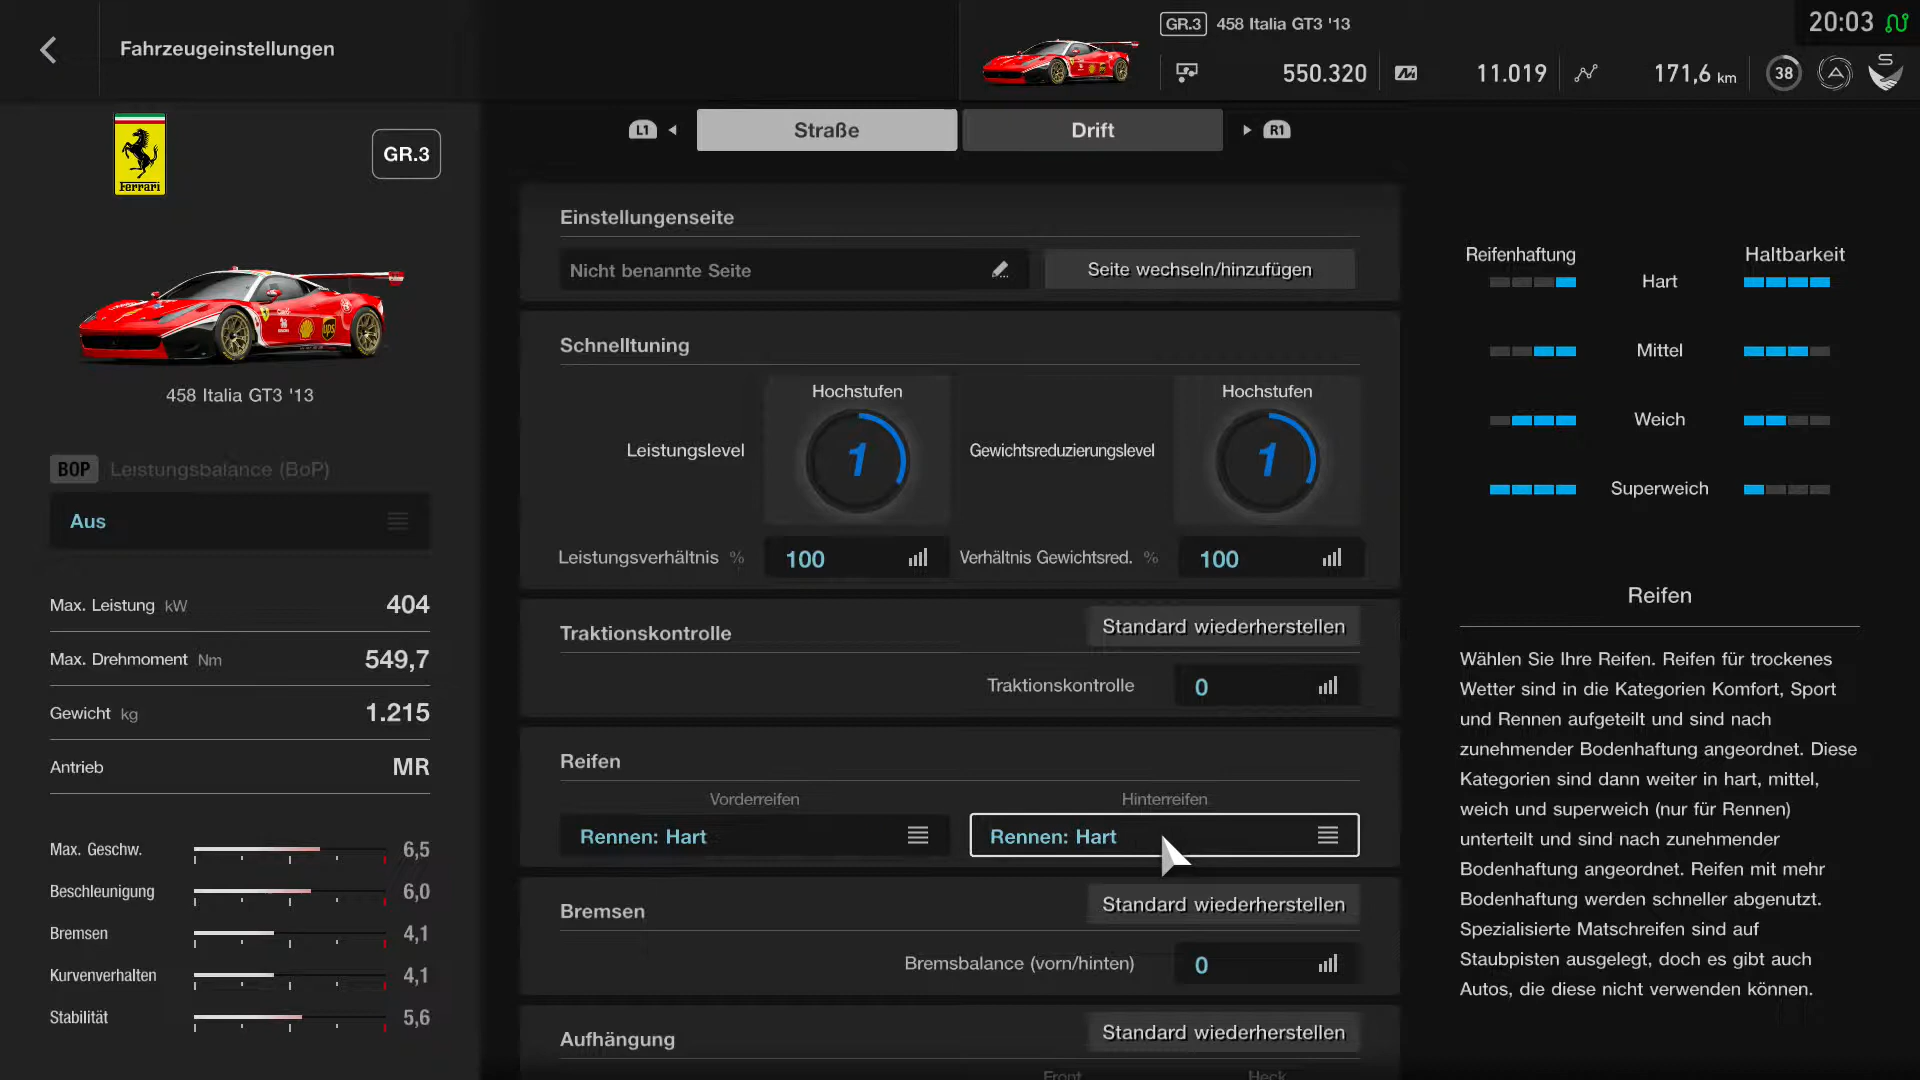 Fahrzeugeinstellungen
GR.3 458 Italia GT3 '13
20:03
550.320
11.019
171,6 km
38
A
S
Ferrari
GR.3
458 Italia GT3 '13
BOP Leistungsbalance (BoP)
Aus
Max. Leistung kW 404
Max. Drehmoment Nm 549,7
Gewicht kg 1.215
Antrieb MR
Max. Geschw. 6,5
Beschleunigung 6,0
Bremsen 4,1
Kurvenverhalten 4,1
Stabilität 5,6
L1 Straße Drift R1
Einstellungenseite
Nicht benannte Seite
Seite wechseln/hinzufügen
Schnelltuning
Leistungslevel
Hochstufen
1
Gewichtsreduzierungslevel
Hochstufen
1
Leistungsverhältnis % 100
Verhältnis Gewichtsred. % 100
Traktionskontrolle
Standard wiederherstellen
Traktionskontrolle 0
Reifen
Vorderreifen
Rennen: Hart
Hinterreifen
Rennen: Hart
Bremsen
Standard wiederherstellen
Bremsbalance (vorn/hinten) 0
Aufhängung
Standard wiederherstellen
Front Heck
Reifenhaftung Haltbarkeit
Hart
Mittel
Weich
Superweich
Reifen
Wählen Sie Ihre Reifen. Reifen für trockenes
Wetter sind in die Kategorien Komfort, Sport
und Rennen aufgeteilt und sind nach
zunehmender Bodenhaftung angeordnet. Diese
Kategorien sind dann weiter in hart, mittel,
weich und superweich (nur für Rennen)
unterteilt und sind nach zunehmender
Bodenhaftung angeordnet. Reifen mit mehr
Bodenhaftung werden schneller abgenutzt.
Spezialisierte Matschreifen sind auf
Staubpisten ausgelegt, doch es gibt auch
Autos, die diese nicht verwenden können.